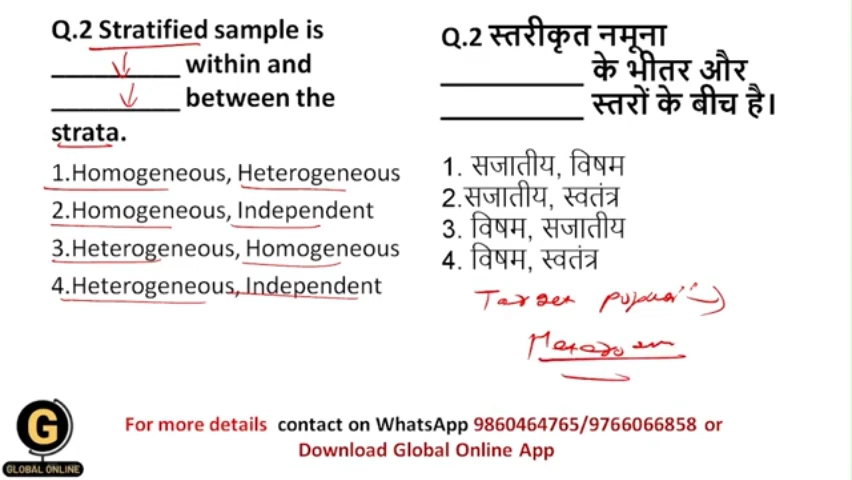 Q.2 Stratified sample is
__________ within and
__________ between the
strata.
1.Homogeneous, Heterogeneous
2.Homogeneous, Independent
3.Heterogeneous, Homogeneous
4.Heterogeneous, Independent
Q.2 स्तरीकृत नमूना
___________ के भीतर और
___________ स्तरों के बीच है।
1. सजातीय, विषम
2.सजातीय, स्वतंत्र
3. विषम, सजातीय
4. विषम, स्वतंत्र
Target
G
GLOBAL ONLINE
For more details contact on WhatsApp 9860464765/9766066858 or
Download Global Online App